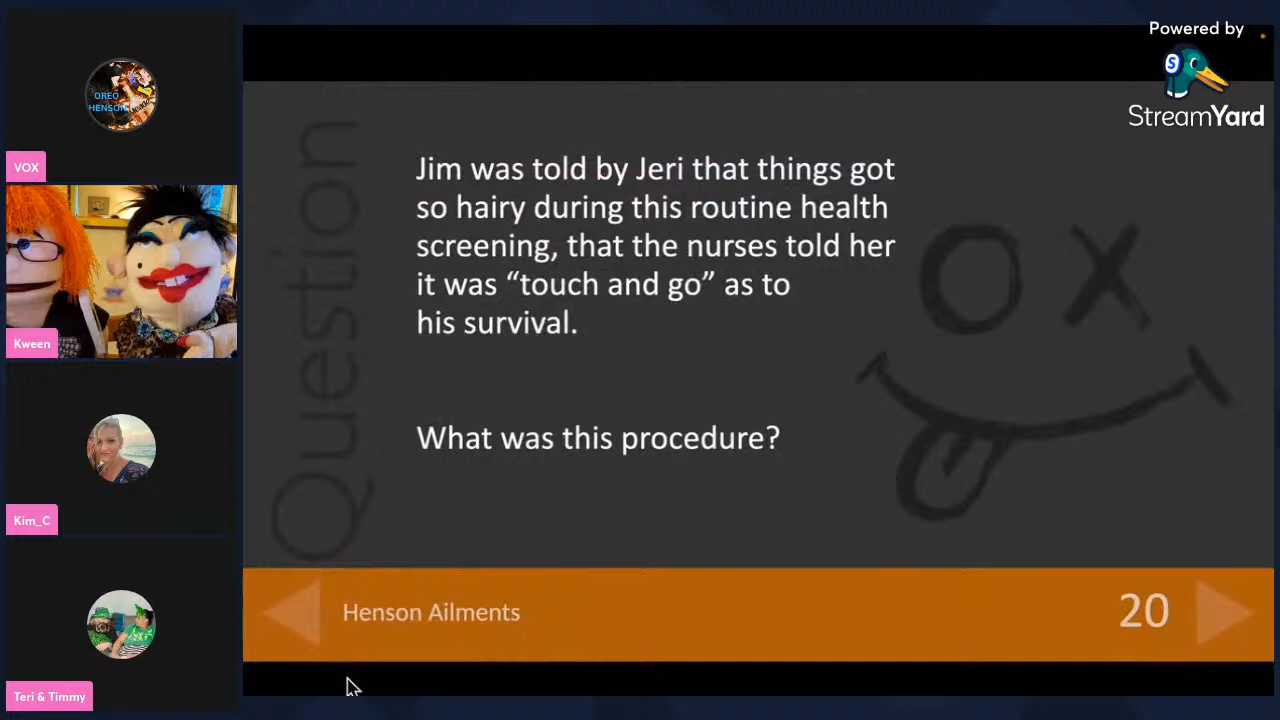 Powered by
S
StreamYard
OREO
HENSON
VOX
Kween
Kim_C
Teri & Timmy
Question
Jim was told by Jeri that things got
so hairy during this routine health
screening, that the nurses told her
it was “touch and go” as to
his survival.
What was this procedure?
Henson Ailments
20